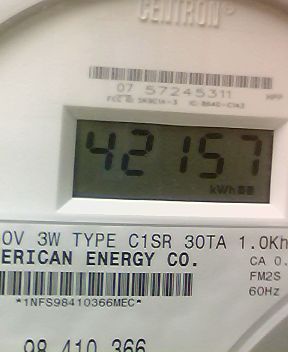 CENTRON®
07 57245311
HPP
42157
kWh
0V 3W TYPE C1SR 30TA 1.0Kh
ERICAN ENERGY CO.
CA 0.
FM2S
60Hz
*1NFS98410366MEC*
98 410 366